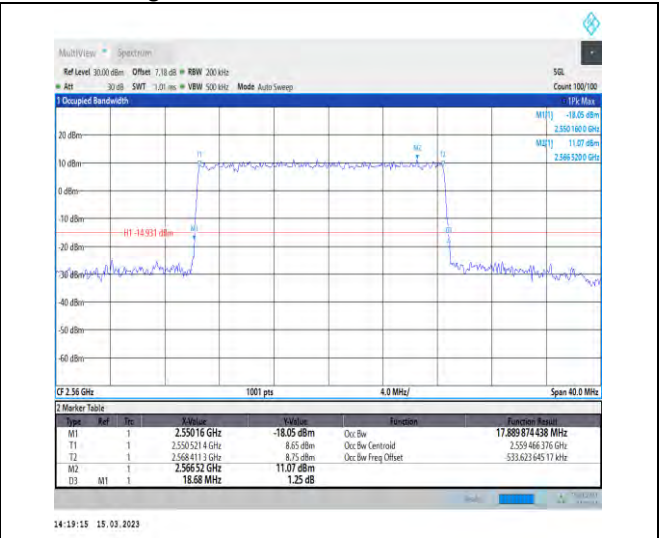 MultiView Spectrum
Ref Level 30.00 dBm Offset 7.18 dB RBW 200 kHz SGL
Att 30 dB SWT 1.01 ms VBW 500 kHz Mode Auto Sweep Count 100/100
1 Occupied Bandwidth 1Pk Max
M1[1] -18.05 dBm
2.550 160 0 GHz
M2[1] 11.07 dBm
2.566 520 0 GHz
20 dBm
M2
T1 T2
10 dBm
0 dBm
-10 dBm
H1 -14.931 dBm M1 D3
-20 dBm
-30 dBm
-40 dBm
-50 dBm
-60 dBm
CF 2.56 GHz 1001 pts 4.0 MHz/ Span 40.0 MHz
2 Marker Table
Type Ref Trc X-Value Y-Value Function Function Result
M1 1 2.550 16 GHz -18.05 dBm Occ Bw 17.889 874 438 MHz
T1 1 2.550 521 4 GHz 8.65 dBm Occ Bw Centroid 2.559 466 376 GHz
T2 1 2.568 411 3 GHz 8.75 dBm Occ Bw Freq Offset -533.623 645 17 kHz
M2 1 2.566 52 GHz 11.07 dBm
D3 M1 1 18.68 MHz 1.25 dB
14:19:15 15.03.2023